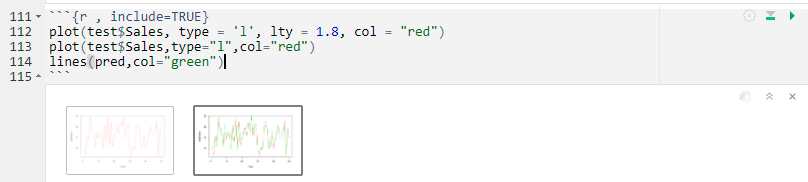 111 ```{r , include=TRUE}
112 plot(test$Sales, type = 'l', lty = 1.8, col = "red")
113 plot(test$Sales,type="l",col="red")
114 lines(pred,col="green")
115 ```